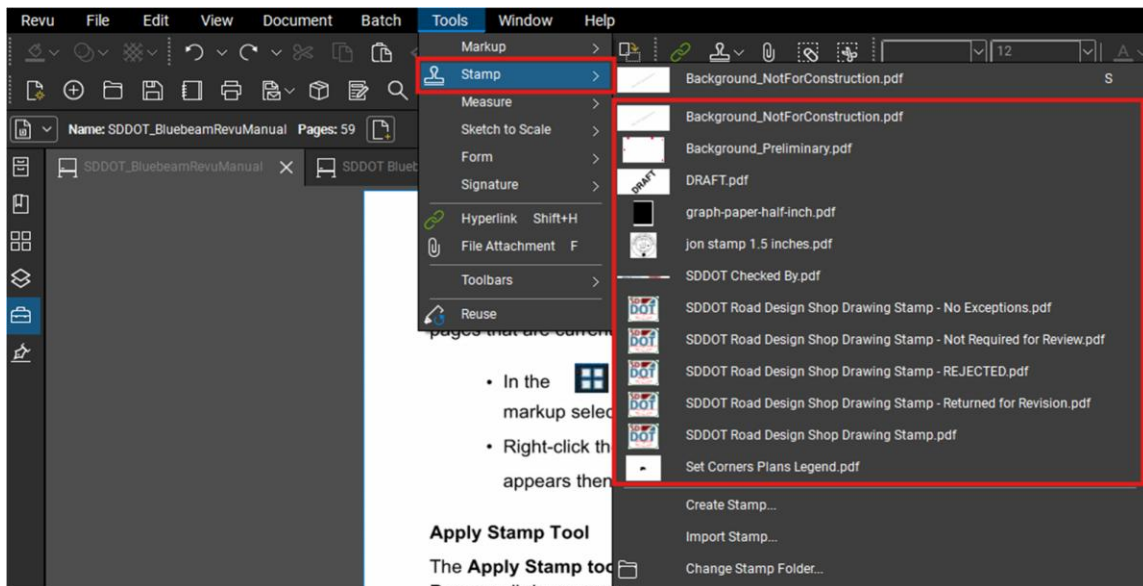 Revu File Edit View Document Batch Tools Window Help
12
Name: SDDOT_BluebeamRevuManual Pages: 59
SDDOT_BluebeamRevuManual
SDDOT Blueb
Markup
Stamp
Measure
Sketch to Scale
Form
Signature
Hyperlink Shift+H
File Attachment F
Toolbars
Reuse
Background_NotForConstruction.pdf S
Background_NotForConstruction.pdf
Background_Preliminary.pdf
DRAFT DRAFT.pdf
graph-paper-half-inch.pdf
jon stamp 1.5 inches.pdf
SDDOT Checked By.pdf
SDDOT Road Design Shop Drawing Stamp - No Exceptions.pdf
SDDOT Road Design Shop Drawing Stamp - Not Required for Review.pdf
SDDOT Road Design Shop Drawing Stamp - REJECTED.pdf
SDDOT Road Design Shop Drawing Stamp - Returned for Revision.pdf
SDDOT Road Design Shop Drawing Stamp.pdf
Set Corners Plans Legend.pdf
Create Stamp...
Import Stamp...
Change Stamp Folder...
pages that are curren
• In the
markup selec
• Right-click th
appears then
Apply Stamp Tool
The Apply Stamp too